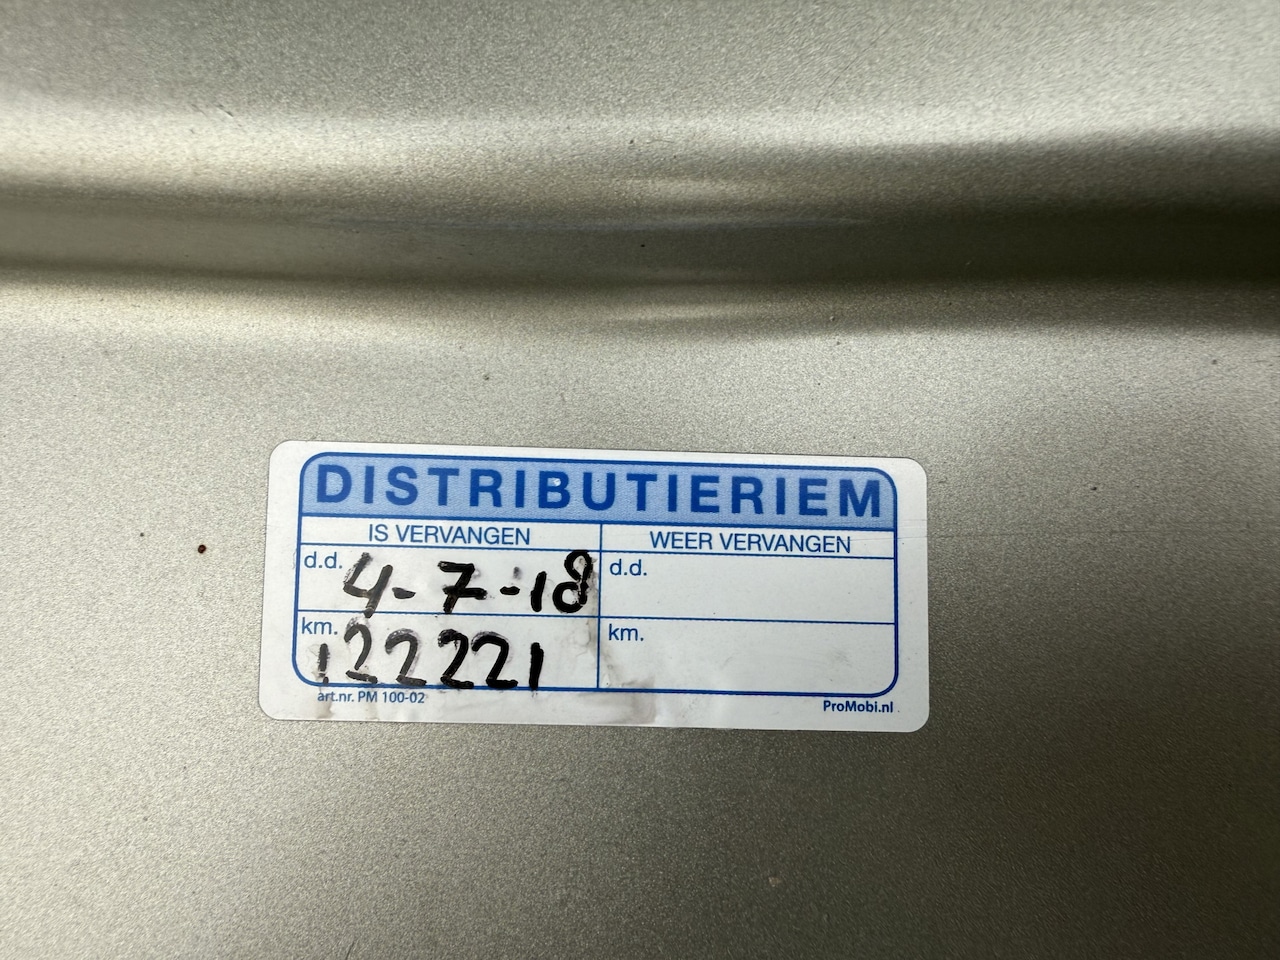 DISTRIBUTIERIEM
IS VERVANGEN WEER VERVANGEN
d.d. 4-7-18 d.d.
km. 122221 km.
art.nr. PM 100-02 ProMobi.nl